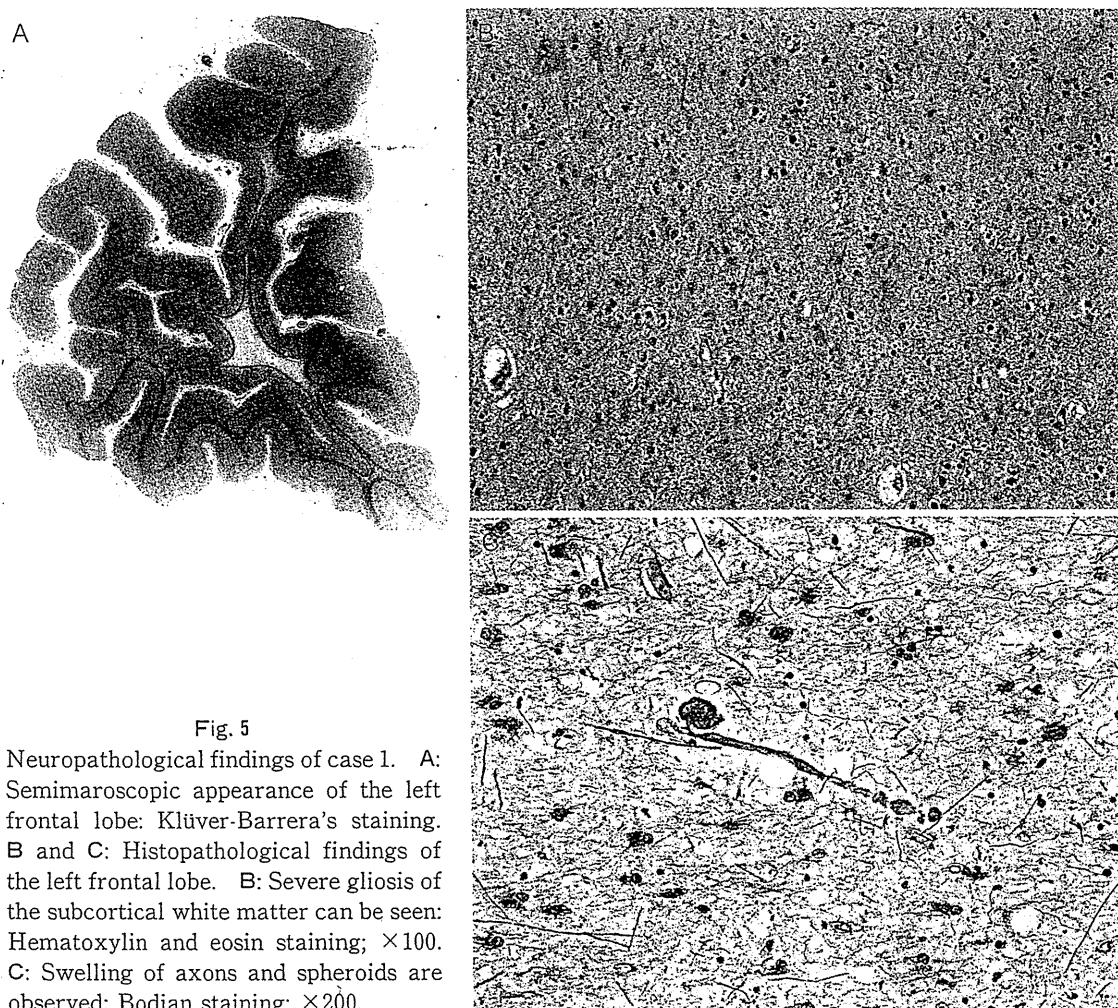 A
B
C
Fig. 5
Neuropathological findings of case 1. A:
Semimaroscopic appearance of the left
frontal lobe: Klüver-Barrera's staining.
B and C: Histopathological findings of
the left frontal lobe. B: Severe gliosis of
the subcortical white matter can be seen:
Hematoxylin and eosin staining; ×100.
C: Swelling of axons and spheroids are
observed: Bodian staining; ×200.